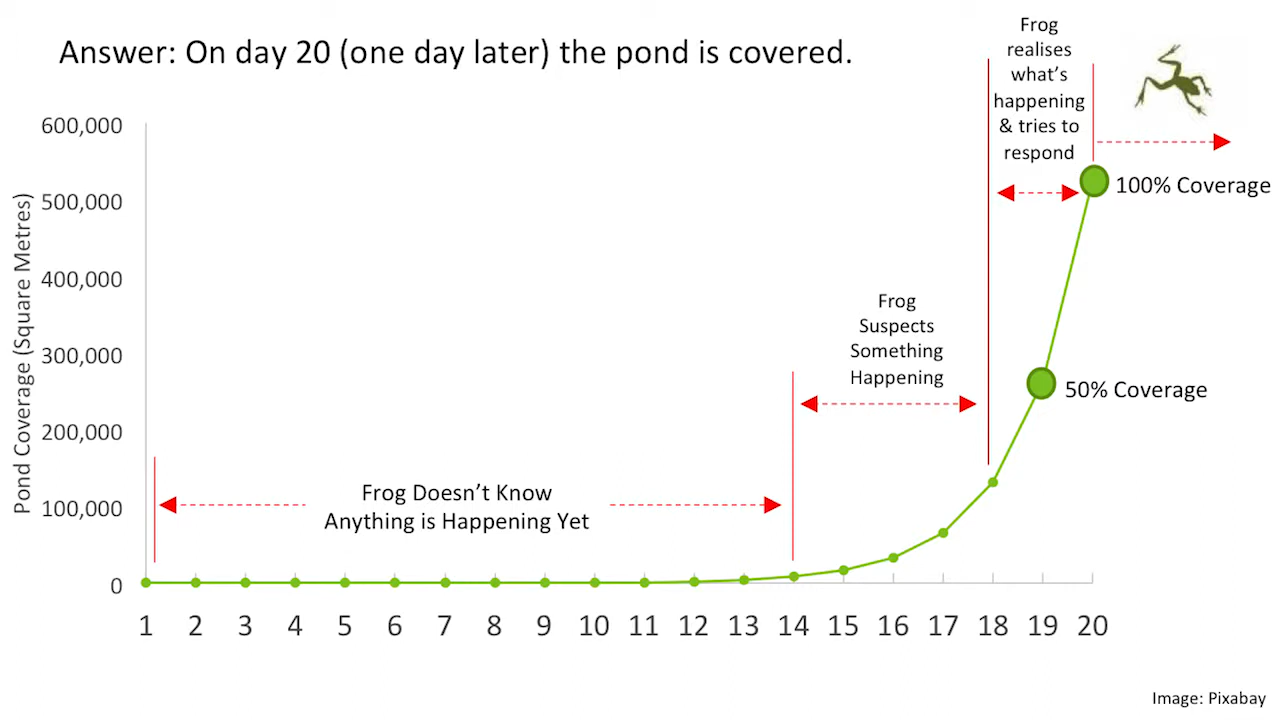 Answer: On day 20 (one day later) the pond is covered.
Frog
realises
what's
happening
& tries to
respond
600,000
500,000
400,000
300,000
200,000
100,000
0
Pond Coverage (Square Metres)
100% Coverage
50% Coverage
Frog
Suspects
Something
Happening
Frog Doesn't Know
Anything is Happening Yet
1 2 3 4 5 6 7 8 9 10 11 12 13 14 15 16 17 18 19 20
Image: Pixabay